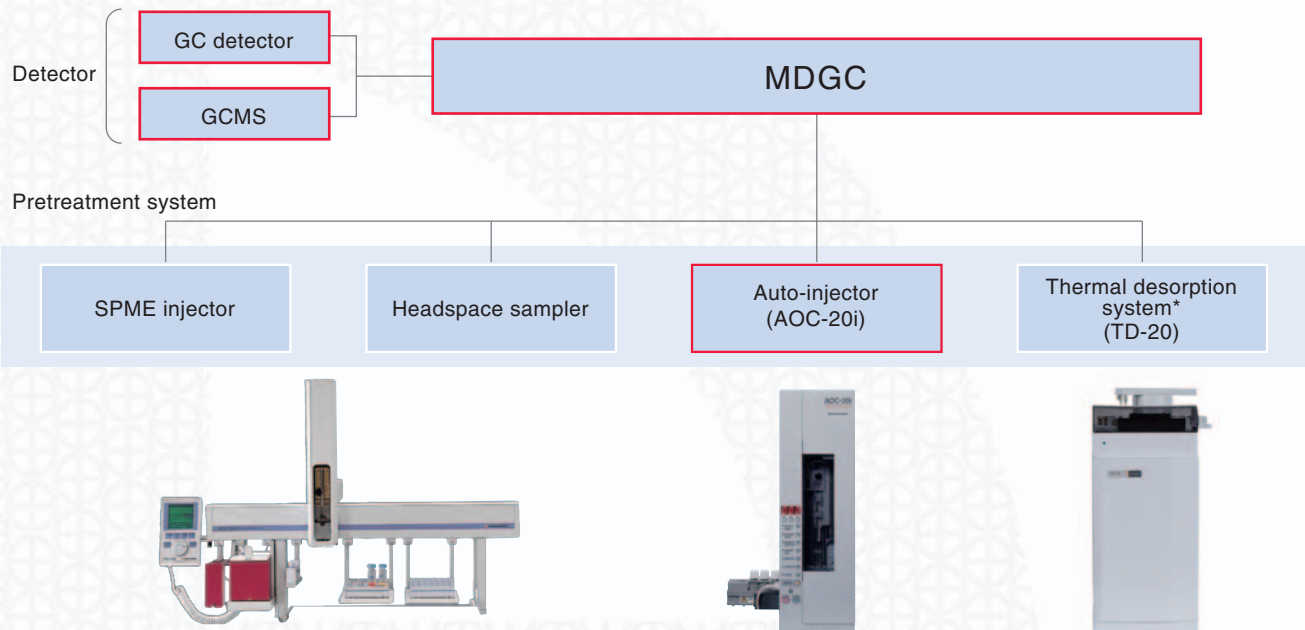 Detector
GC detector
GCMS
MDGC
Pretreatment system
SPME injector
Headspace sampler
Auto-injector
(AOC-20i)
Thermal desorption
system*
(TD-20)
AOC-20i